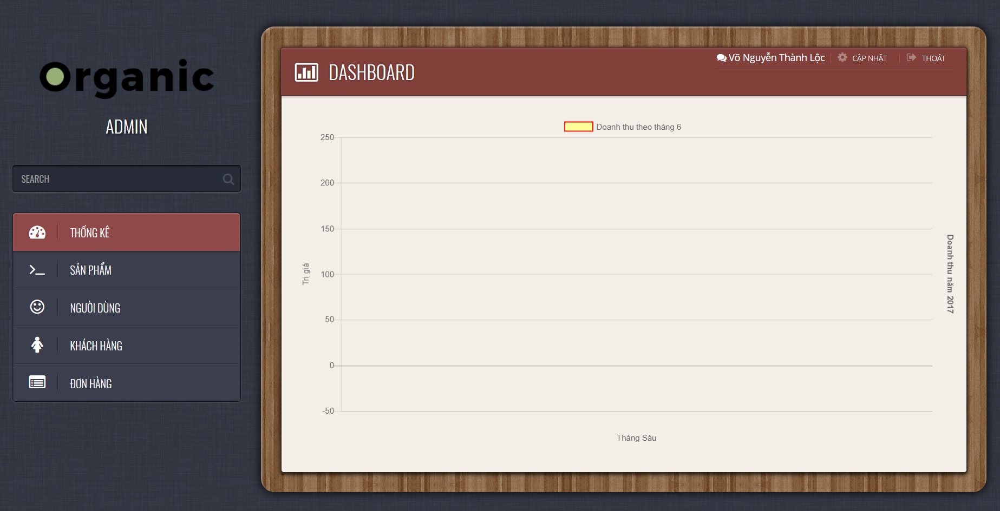 Organic
ADMIN
SEARCH
THỐNG KÊ
SẢN PHẨM
NGƯỜI DÙNG
KHÁCH HÀNG
ĐƠN HÀNG
DASHBOARD
Võ Nguyễn Thành Lộc CẬP NHẬT THOÁT
Doanh thu theo tháng 6
250
200
150
100
50
0
-50
Trị giá
Doanh thu năm 2017
Tháng Sáu